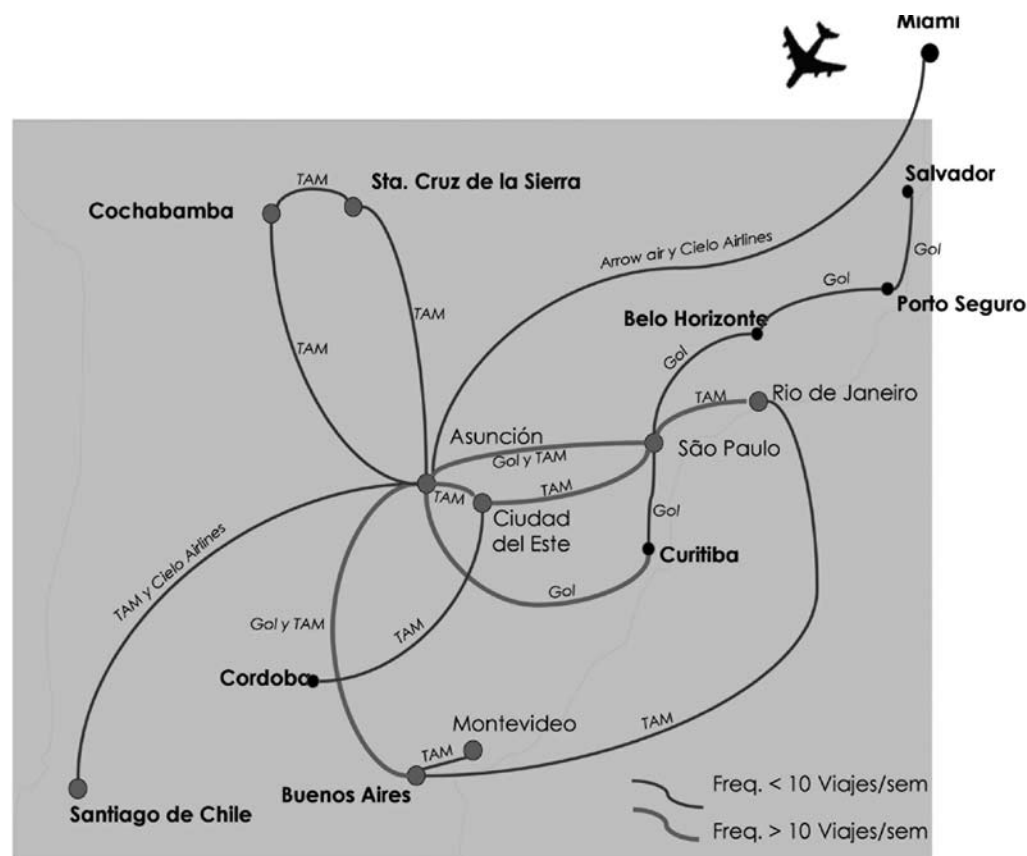 Miami
Salvador
TAM
Sta. Cruz de la Sierra
Cochabamba
Arrow air y Cielo Airlines
Gol
Gol
Porto Seguro
TAM
Belo Horizonte
TAM
Gol
TAM
Rio de Janeiro
Asunción
São Paulo
Gol y TAM
TAM
TAM
Ciudad
del Este
Gol
Curitiba
TAM y Cielo Airlines
Gol
Gol y TAM
TAM
Cordoba
Montevideo
TAM
TAM
Buenos Aires
Santiago de Chile
Freq. < 10 Viajes/sem
Freq. > 10 Viajes/sem